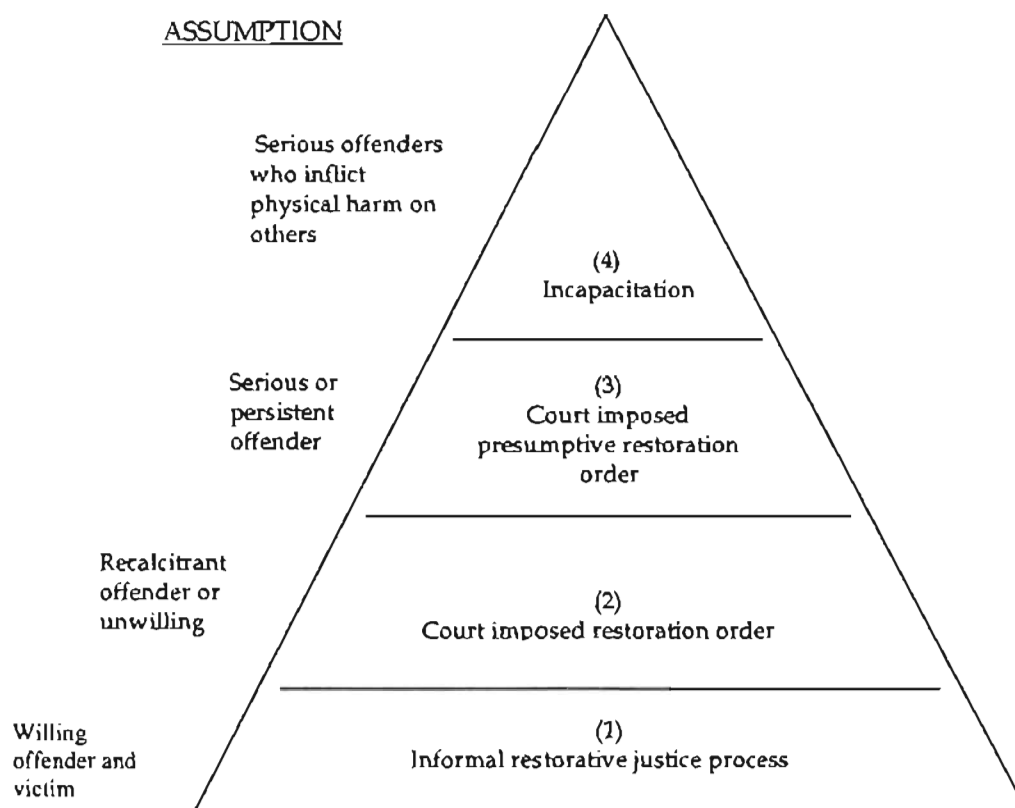 ASSUMPTION
Serious offenders
who inflict
physical harm on
others
(4)
Incapacitation
Serious or
persistent
offender
(3)
Court imposed
presumptive restoration
order
Recalcitrant
offender or
unwilling
(2)
Court imposed restoration order
Willing
offender and
victim
(1)
Informal restorative justice process